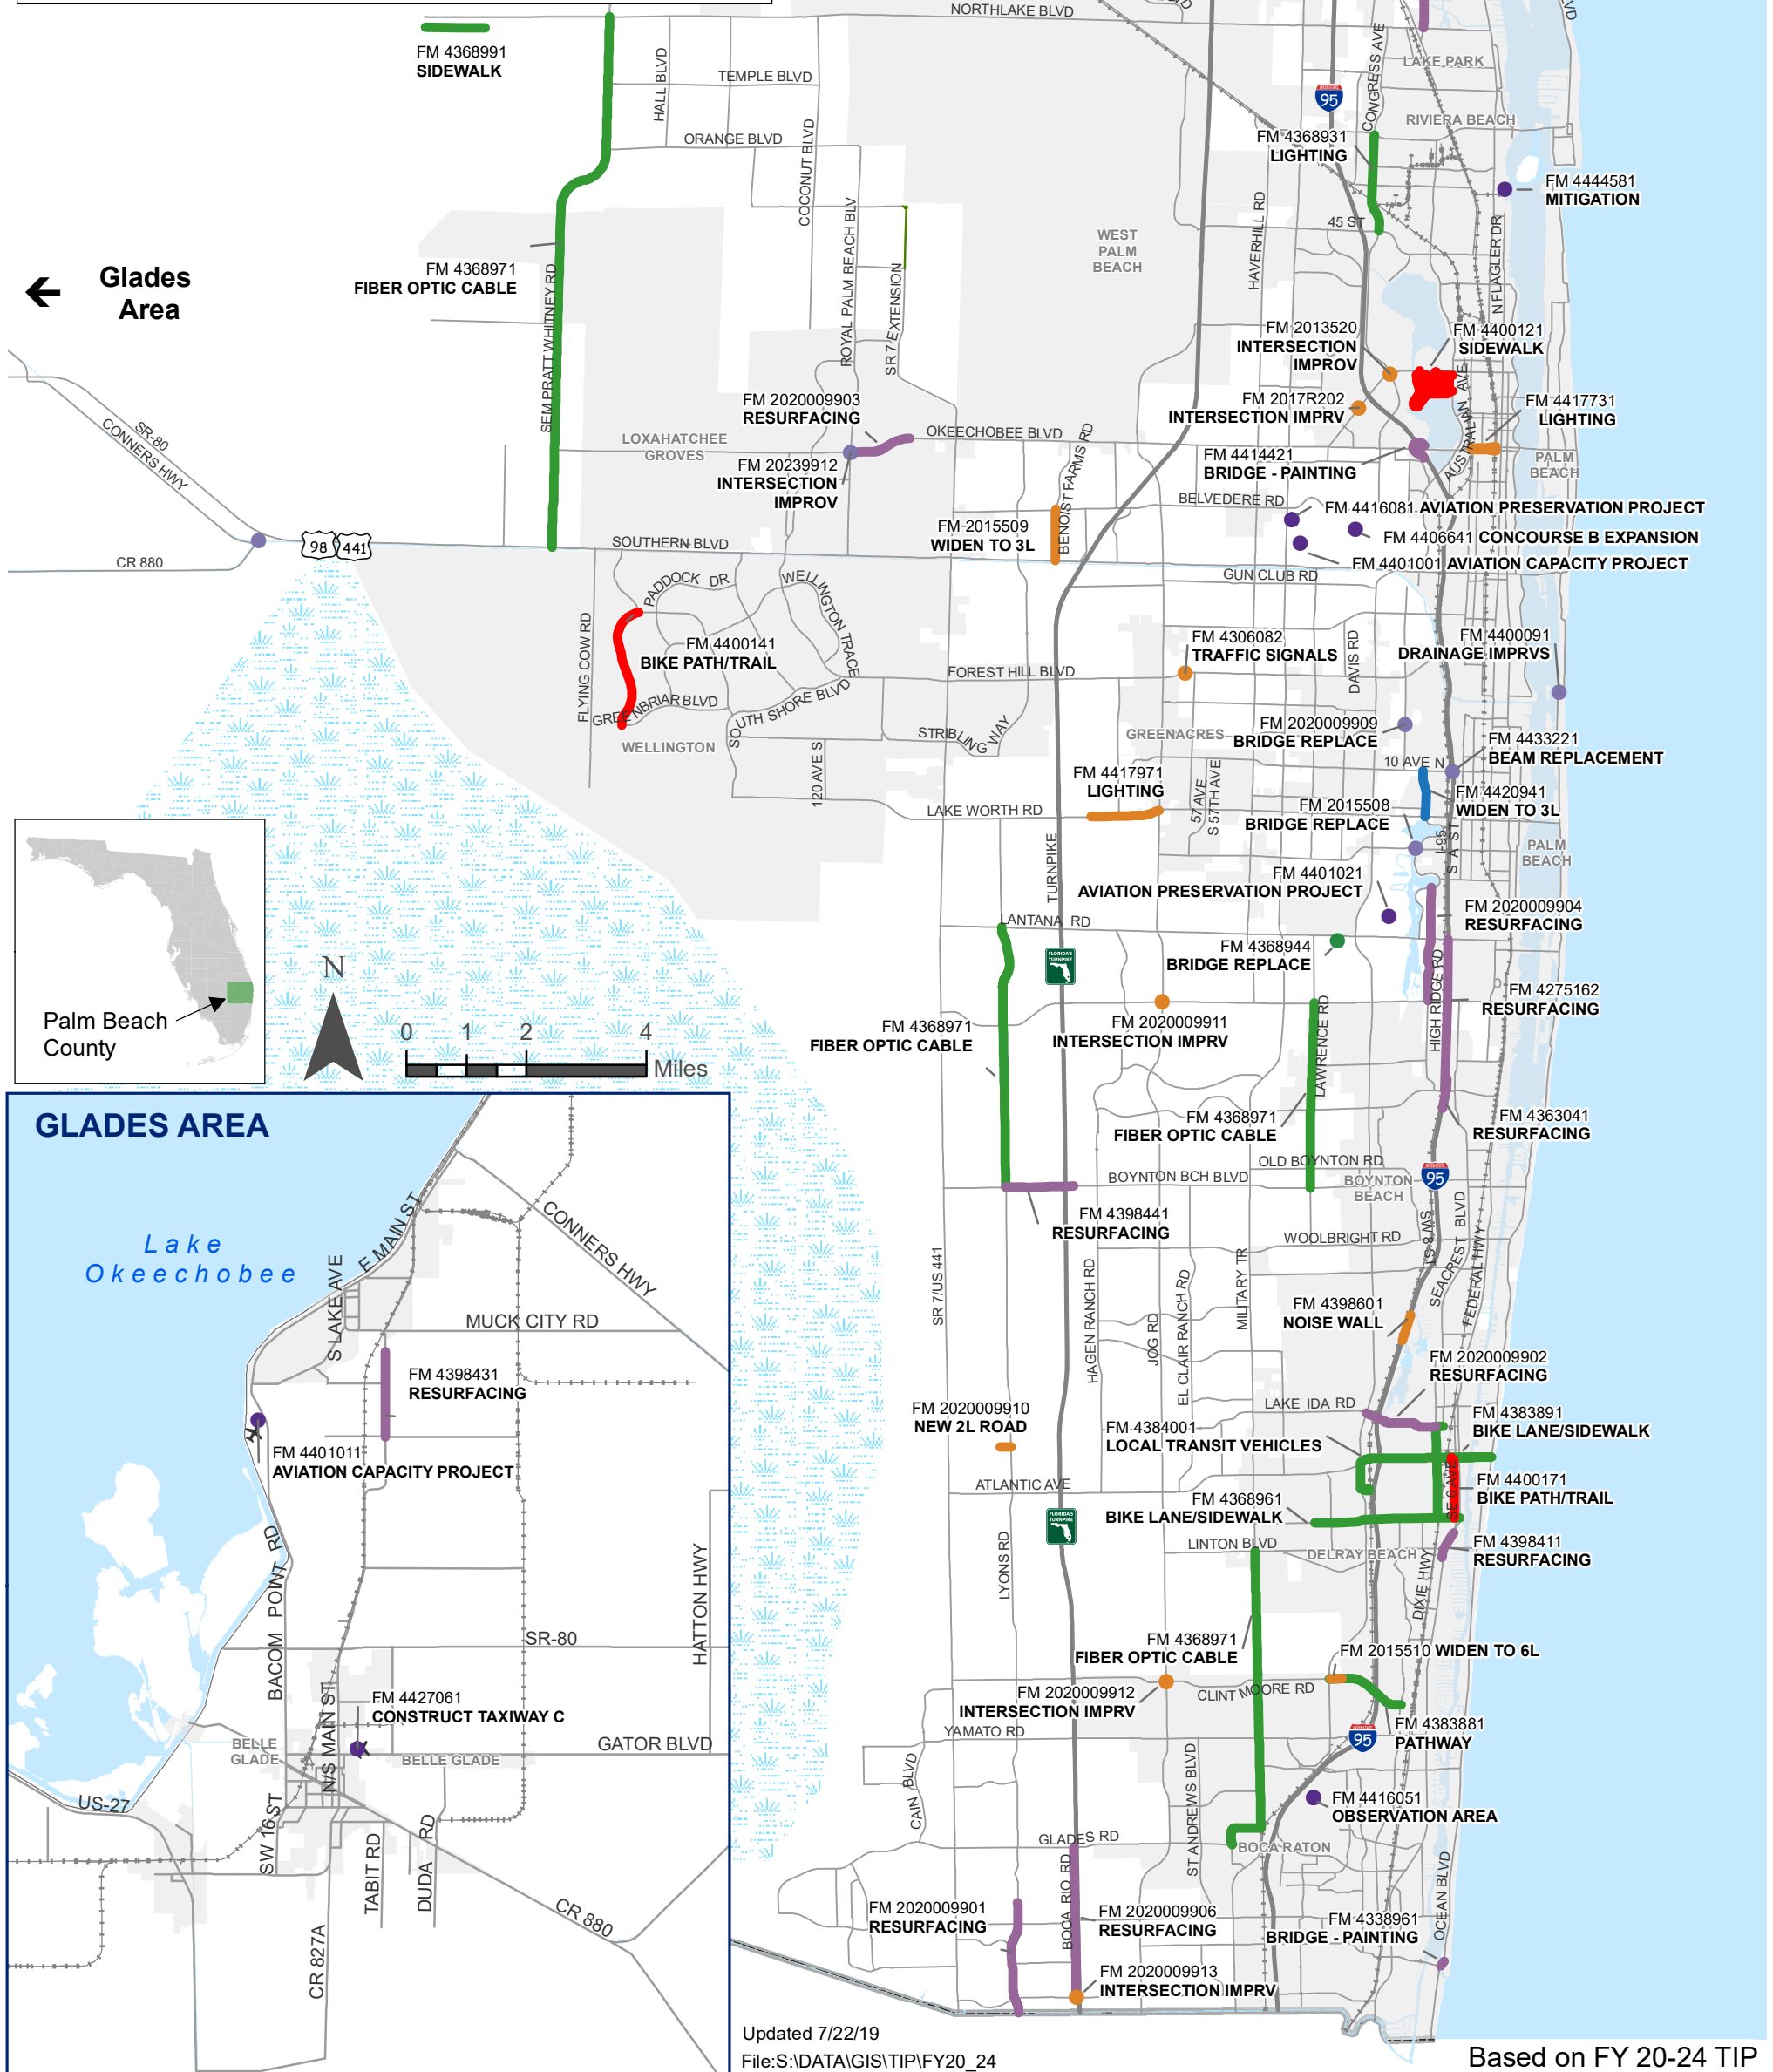 NORTHLAKE BLVD
BLVD
VD
FM 4368991
SIDEWALK
HALL BLVD
TEMPLE BLVD
CONGRESS AVE
LAKE PARK
95
ORANGE BLVD
COCONUT BLVD
RIVIERA BEACH
FM 4368931
LIGHTING
FM 4444581
MITIGATION
ROYAL PALM BEACH BLV
HAVERHILL RD
45 ST
N FLAGLER DR
WEST
PALM
BEACH
Glades
Area
FM 4368971
FIBER OPTIC CABLE
SEM PRATT WHITNEY RD
SR 7 EXTENSION
FM 2013520
INTERSECTION
IMPROV
FM 4400121
SIDEWALK
FM 2020009903
RESURFACING
FM 2017R202
INTERSECTION IMPRV
AUSTRALIAN AVE
FM 4417731
LIGHTING
SR-80
CONNERS HWY
LOXAHATCHEE
GROVES
OKEECHOBEE BLVD
FM 20239912
INTERSECTION
IMPROV
BENOIST FARMS RD
FM 4414421
BRIDGE - PAINTING
PALM
BEACH
BELVEDERE RD
FM 4416081 AVIATION PRESERVATION PROJECT
FM 2015509
WIDEN TO 3L
FM 4406641 CONCOURSE B EXPANSION
98
441
SOUTHERN BLVD
CR 880
FM 4401001 AVIATION CAPACITY PROJECT
GUN CLUB RD
PADDOCK DR
WELLINGTON TRACE
FLYING COW RD
FM 4400141
BIKE PATH/TRAIL
FM 4306082
TRAFFIC SIGNALS
DAVIS RD
FM 4400091
DRAINAGE IMPRVS
FOREST HILL BLVD
GREENBRIAR BLVD
SOUTH SHORE BLVD
WELLINGTON
STRIBLING WAY
GREENACRES
FM 2020009909
BRIDGE REPLACE
FM 4433221
BEAM REPLACEMENT
10 AVE N
120 AVE S
FM 4417971
LIGHTING
57 AVE
S 57TH AVE
FM 4420941
WIDEN TO 3L
LAKE WORTH RD
FM 2015508
BRIDGE REPLACE
I-95
S A ST
PALM
BEACH
TURNPIKE
FM 4401021
AVIATION PRESERVATION PROJECT
LANTANA RD
FM 2020009904
RESURFACING
FM 4368944
BRIDGE REPLACE
FLORIDA'S
TURNPIKE
HIGH RIDGE RD
FM 4275162
RESURFACING
N
Palm Beach
County
0 1 2 4
Miles
FM 4368971
FIBER OPTIC CABLE
FM 2020009911
INTERSECTION IMPRV
LAWRENCE RD
FM 4368971
FIBER OPTIC CABLE
FM 4363041
RESURFACING
OLD BOYNTON RD
BOYNTON BCH BLVD
BOYNTON
BEACH
95
FM 4398441
RESURFACING
WOOLBRIGHT RD
SW 8 ST
SEACREST BLVD
FEDERAL HWY
SR 7/US 441
HAGEN RANCH RD
JOG RD
EL CLAIR RANCH RD
MILITARY TR
FM 4398601
NOISE WALL
FM 2020009902
RESURFACING
LAKE IDA RD
FM 2020009910
NEW 2L ROAD
FM 4384001
LOCAL TRANSIT VEHICLES
FM 4383891
BIKE LANE/SIDEWALK
ATLANTIC AVE
SE 6 AVE
FM 4400171
BIKE PATH/TRAIL
FM 4368961
BIKE LANE/SIDEWALK
FLORIDA'S
TURNPIKE
LYONS RD
LINTON BLVD
DELRAY BEACH
FM 4398411
RESURFACING
DIXIE HWY
FM 4368971
FIBER OPTIC CABLE
FM 2015510 WIDEN TO 6L
FM 2020009912
INTERSECTION IMPRV
CLINT MOORE RD
YAMATO RD
FM 4383881
PATHWAY
95
CAIN BLVD
ST ANDREWS BLVD
FM 4416051
OBSERVATION AREA
GLADES RD
BOCA RATON
BOCA RIO RD
OCEAN BLVD
FM 2020009901
RESURFACING
FM 2020009906
RESURFACING
FM 4338961
BRIDGE - PAINTING
FM 2020009913
INTERSECTION IMPRV
GLADES AREA
Lake
Okeechobee
E MAIN ST
S LAKE AVE
CONNERS HWY
MUCK CITY RD
FM 4398431
RESURFACING
FM 4401011
AVIATION CAPACITY PROJECT
BACOM POINT RD
HATTON HWY
SR-80
FM 4427061
CONSTRUCT TAXIWAY C
N/S MAIN ST
BELLE
GLADE
BELLE GLADE
GATOR BLVD
US-27
SW 16 ST
TABIT RD
DUDA RD
CR 827A
CR 880
Updated 7/22/19
File:S:\DATA\GIS\TIP\FY20_24
Based on FY 20-24 TIP